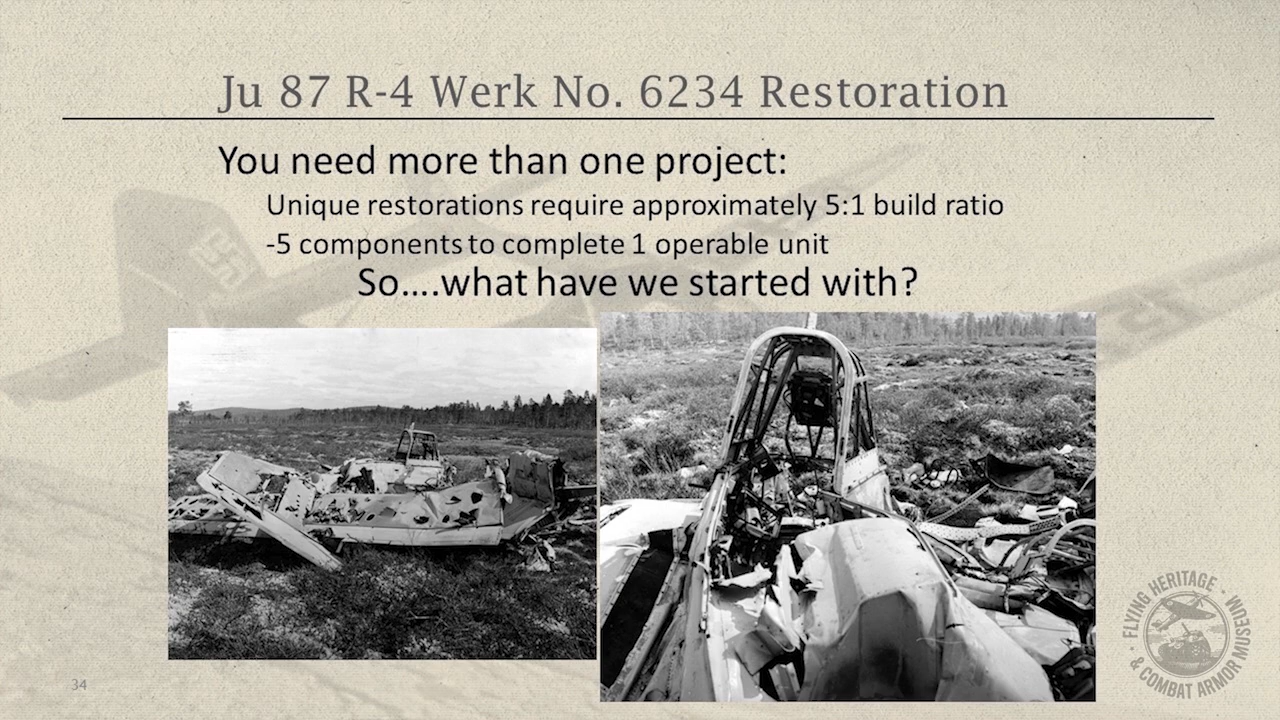 Ju 87 R-4 Werk No. 6234 Restoration
You need more than one project:
Unique restorations require approximately 5:1 build ratio
-5 components to complete 1 operable unit
So....what have we started with?
34
· FLYING HERITAGE ·
& COMBAT ARMOR MUSEUM